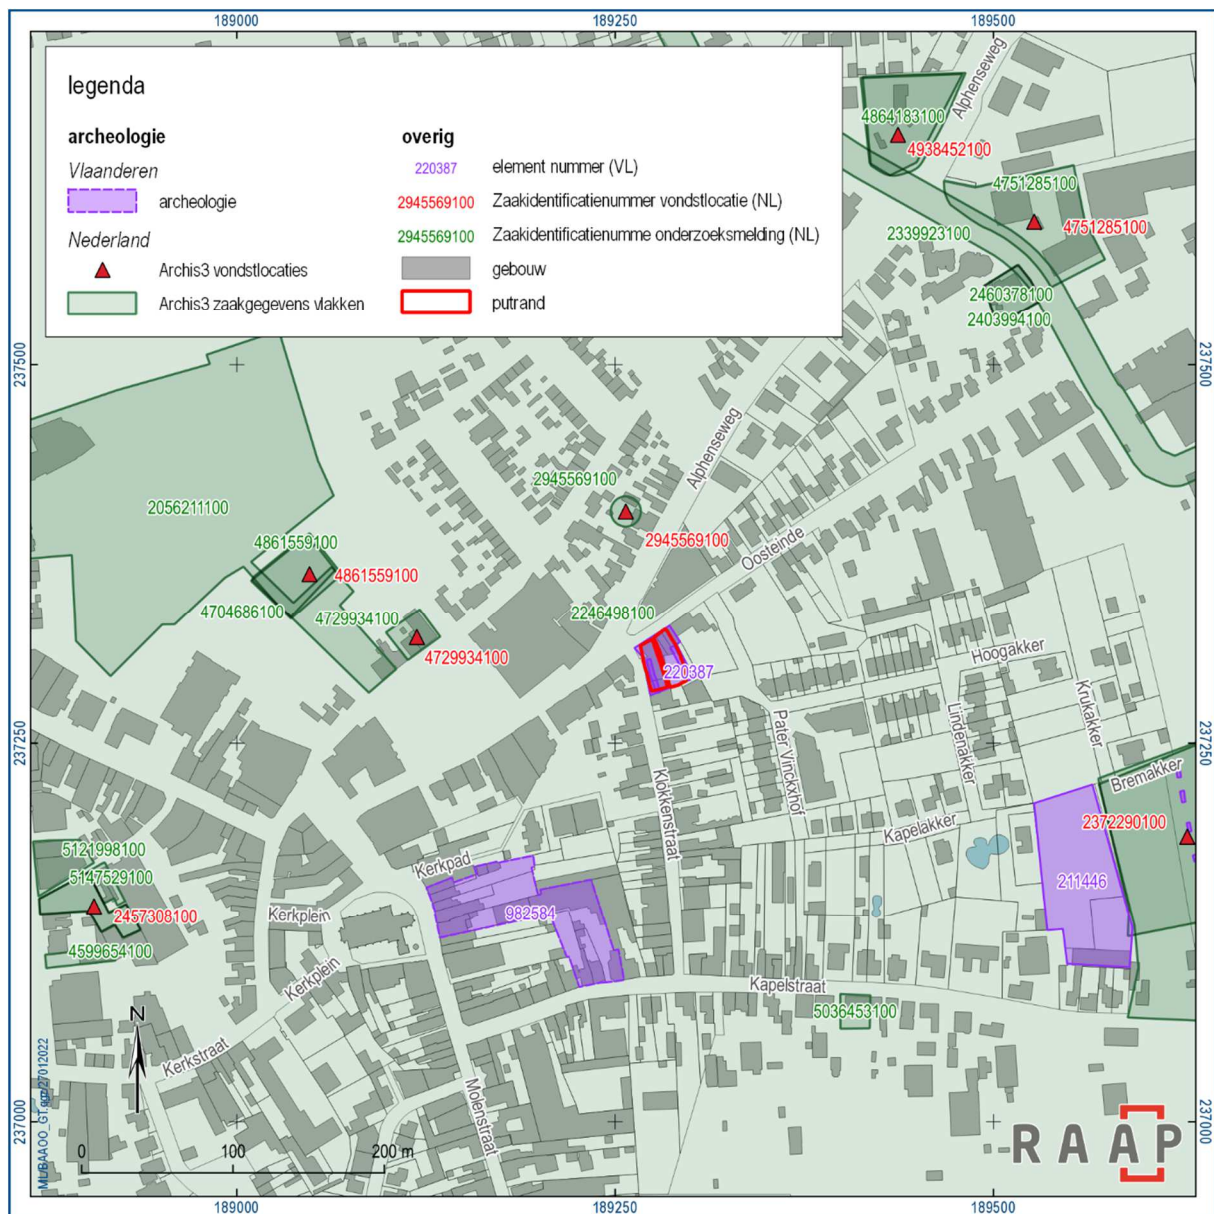 189000
189250
189500
legenda
archeologie
Vlaanderen
archeologie
Nederland
Archis3 vondstlocaties
Archis3 zaakgegevens vlakken
overig
220387 element nummer (VL)
2945569100 Zaakidentificatienummer vondstlocatie (NL)
2945569100 Zaakidentificatienumme onderzoeksmelding (NL)
gebouw
putrand
Alphenseweg
4864183100
4938452100
4751285100
4751285100
2339923100
2460378100
2403994100
237500
237500
Alphenseweg
2945569100
2945569100
2056211100
4861559100
4861559100
Oosteinde
4704686100
4729934100
2246498100
4729934100
220387
Hoogakker
Krukakker
Lindenakker
Pater Vinckxhof
237250
237250
Klokkenstraat
Bremakker
2372290100
Kapelakker
5121998100
Kerkpad
5147529100
211446
2457308100
Kerkplein
982584
4599654100
Kerkplein
Kapelstraat
5036453100
N
Kerkstraat
Molenstraat
237000
237000
0
100
200 m
RAAP
189000
189250
189500